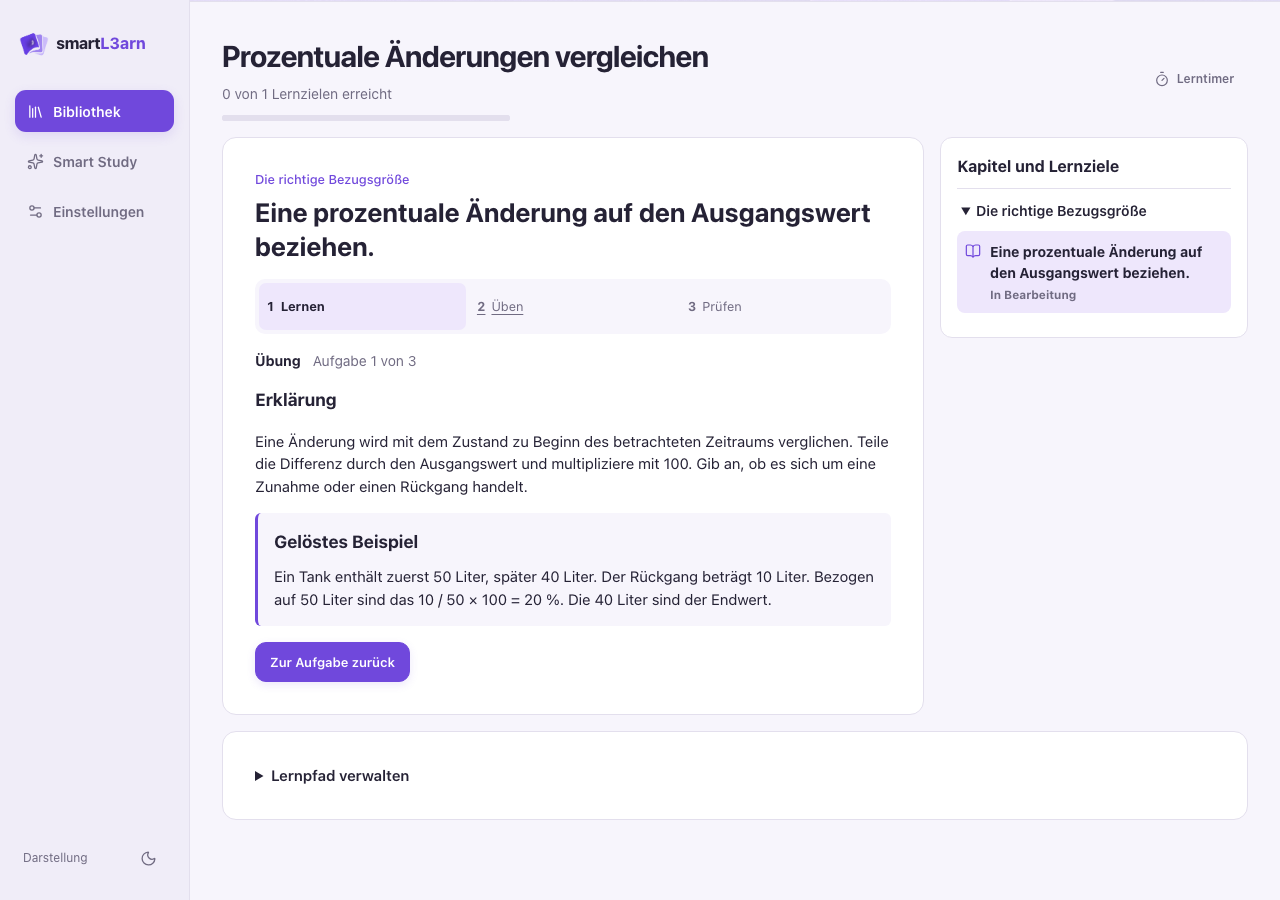 smartL3arn
Bibliothek
Smart Study
Einstellungen
Darstellung
Prozentuale Änderungen vergleichen
0 von 1 Lernzielen erreicht
Lerntimer
Die richtige Bezugsgröße
Eine prozentuale Änderung auf den Ausgangswert
beziehen.
1 Lernen
2 Üben
3 Prüfen
Übung Aufgabe 1 von 3
Erklärung
Eine Änderung wird mit dem Zustand zu Beginn des betrachteten Zeitraums verglichen. Teile
die Differenz durch den Ausgangswert und multipliziere mit 100. Gib an, ob es sich um eine
Zunahme oder einen Rückgang handelt.
Gelöstes Beispiel
Ein Tank enthält zuerst 50 Liter, später 40 Liter. Der Rückgang beträgt 10 Liter. Bezogen
auf 50 Liter sind das 10 / 50 × 100 = 20 %. Die 40 Liter sind der Endwert.
Zur Aufgabe zurück
Kapitel und Lernziele
Die richtige Bezugsgröße
Eine prozentuale Änderung auf
den Ausgangswert beziehen.
In Bearbeitung
Lernpfad verwalten